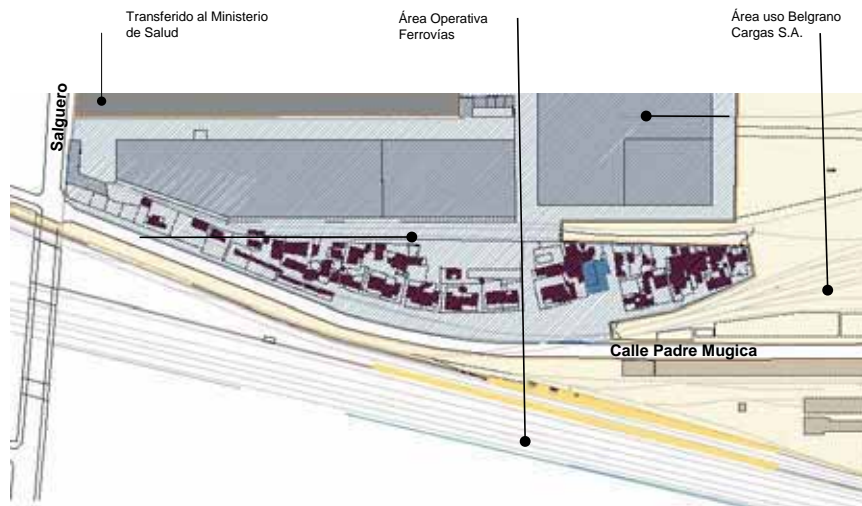 Transferido al Ministerio
de Salud
Área Operativa
Ferrovías
Área uso Belgrano
Cargas S.A.
Salguero
Calle Padre Mugica